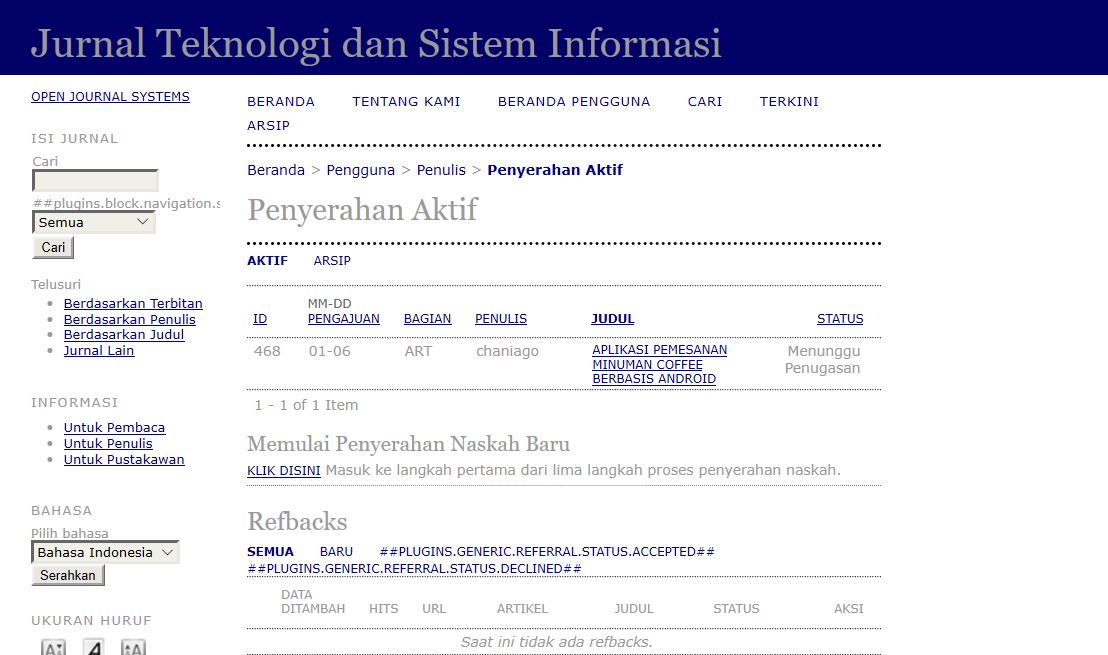 Jurnal Teknologi dan Sistem Informasi
OPEN JOURNAL SYSTEMS
ISI JURNAL
Cari
##plugins.block.navigation.s
Semua
Cari
Telusuri
Berdasarkan Terbitan
Berdasarkan Penulis
Berdasarkan Judul
Jurnal Lain
INFORMASI
Untuk Pembaca
Untuk Penulis
Untuk Pustakawan
BAHASA
Pilih bahasa
Bahasa Indonesia
Serahkan
UKURAN HURUF
BERANDA TENTANG KAMI BERANDA PENGGUNA CARI TERKINI
ARSIP
Beranda > Pengguna > Penulis > Penyerahan Aktif
Penyerahan Aktif
AKTIF ARSIP
MM-DD
ID PENGAJUAN BAGIAN PENULIS JUDUL STATUS
468 01-06 ART chaniago APLIKASI PEMESANAN Menunggu
MINUMAN COFFEE Penugasan
BERBASIS ANDROID
1 - 1 of 1 Item
Memulai Penyerahan Naskah Baru
KLIK DISINI Masuk ke langkah pertama dari lima langkah proses penyerahan naskah.
Refbacks
SEMUA BARU ##PLUGINS.GENERIC.REFERRAL.STATUS.ACCEPTED##
##PLUGINS.GENERIC.REFERRAL.STATUS.DECLINED##
DATA
DITAMBAH HITS URL ARTIKEL JUDUL STATUS AKSI
Saat ini tidak ada refbacks.